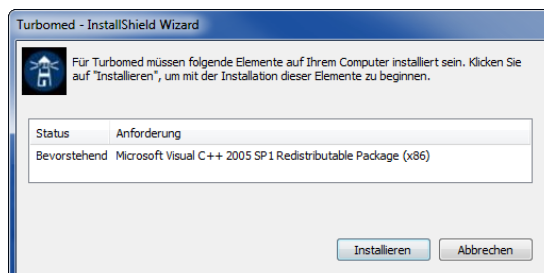 Turbomed - InstallShield Wizard
Für Turbomed müssen folgende Elemente auf Ihrem Computer installiert sein. Klicken Sie
auf "Installieren", um mit der Installation dieser Elemente zu beginnen.
Status Anforderung
Bevorstehend Microsoft Visual C++ 2005 SP1 Redistributable Package (x86)
Installieren Abbrechen